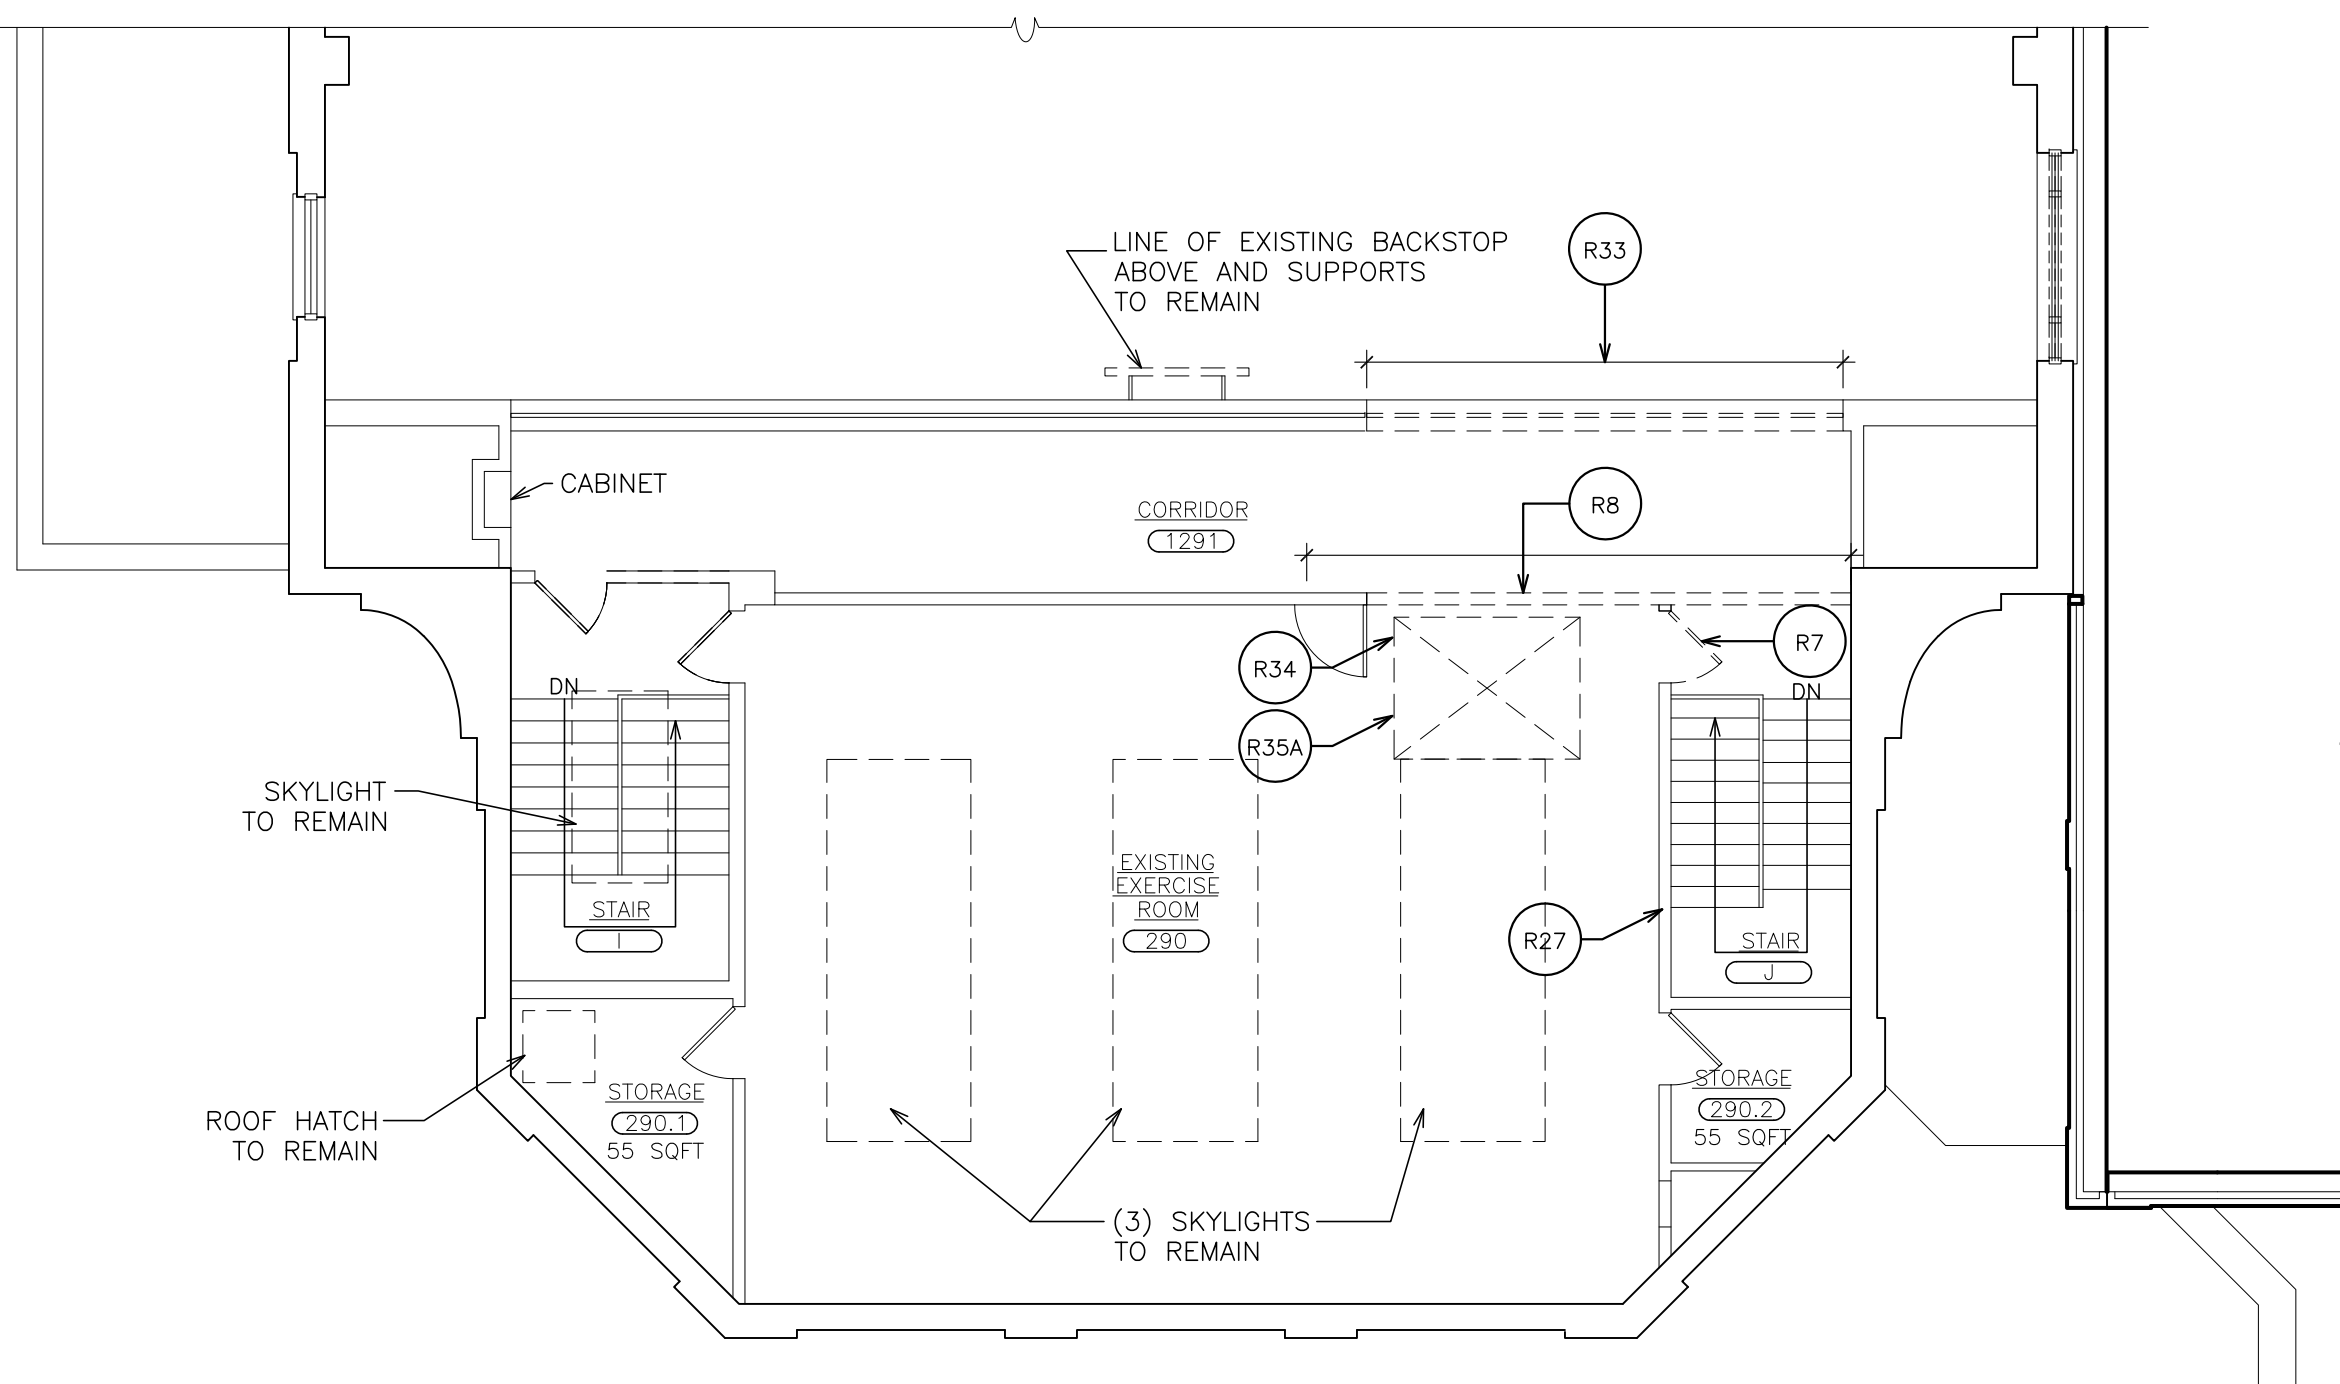 LINE OF EXISTING BACKSTOP
ABOVE AND SUPPORTS
TO REMAIN
R33
CABINET
CORRIDOR
1291
R8
R34
R7
DN
DN
R35A
SKYLIGHT
TO REMAIN
EXISTING
EXERCISE
ROOM
290
STAIR
I
R27
STAIR
J
STORAGE
290.1
55 SQFT
STORAGE
290.2
55 SQFT
ROOF HATCH
TO REMAIN
(3) SKYLIGHTS
TO REMAIN